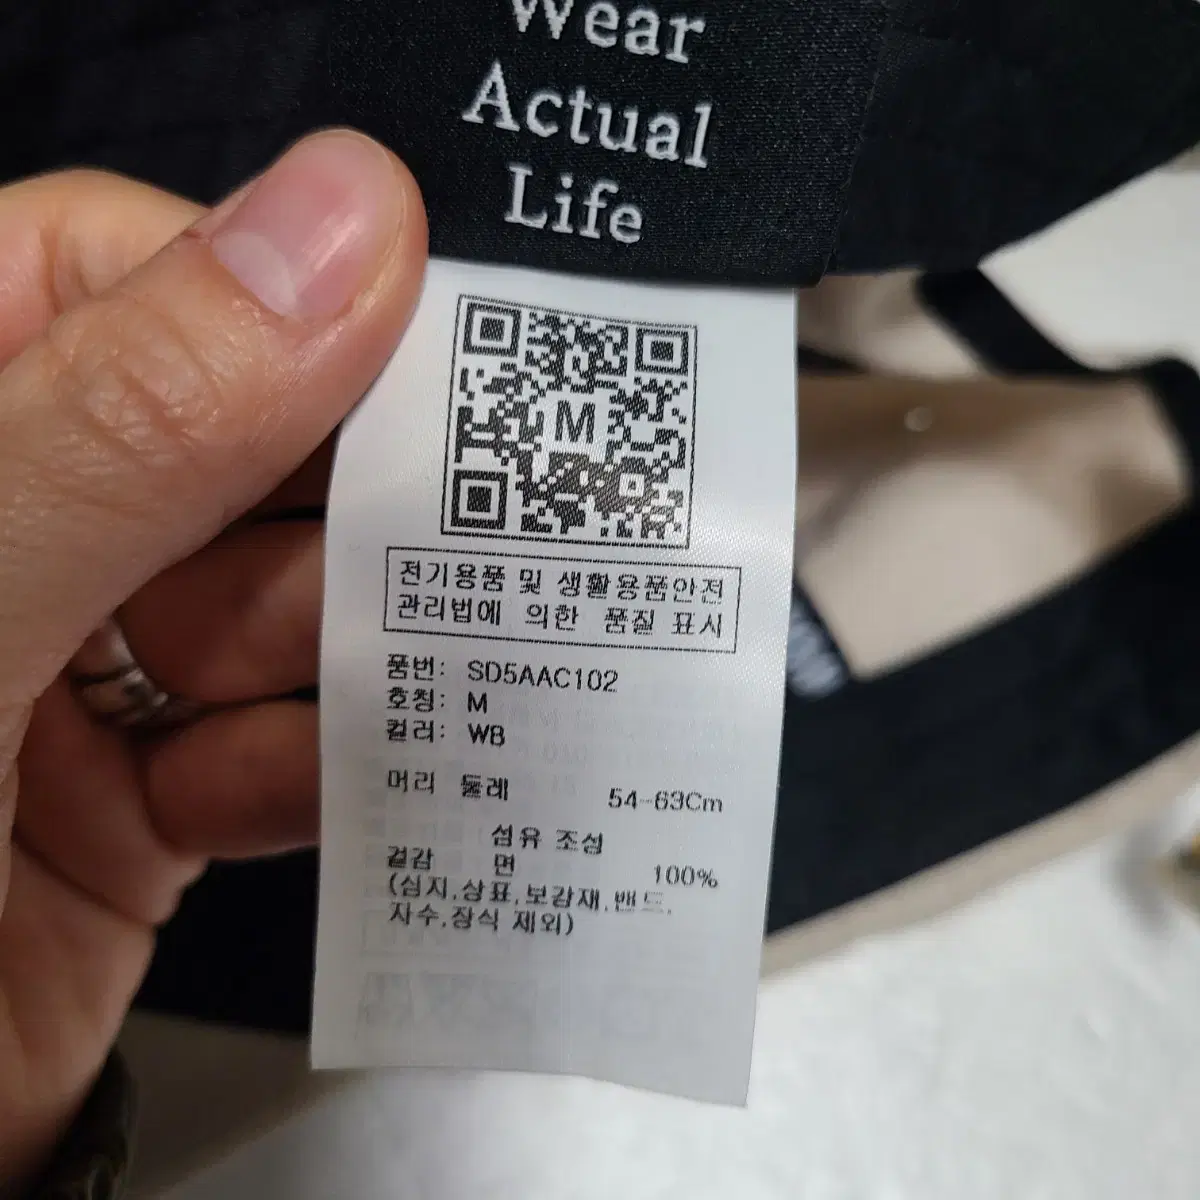 Wear
Actual
Life
M
전기용품 및 생활용품안전
관리법에 의한 품질 표시
품번: SD5AAC102
호칭: M
컬러: WB
머리 둘레 54-63Cm
섬유 조성
겉감 면 100%
(심지,상표,보강재,밴드,
자수,장식 제외)